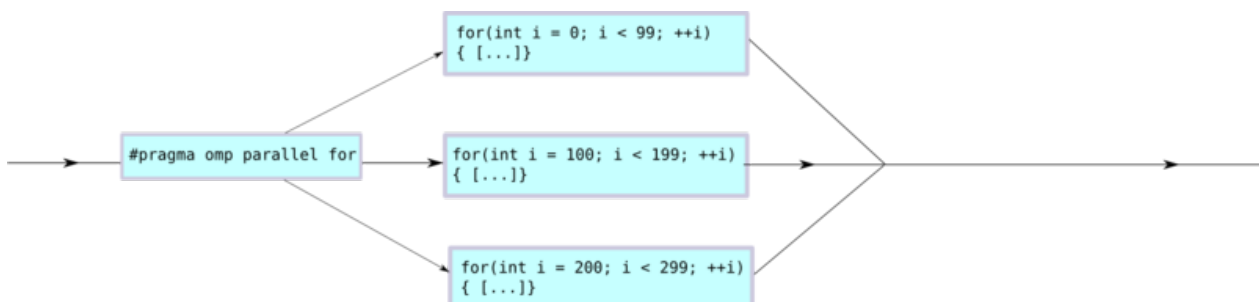 for(int i = 0; i < 99; ++i)
{ [...]}
#pragma omp parallel for
for(int i = 100; i < 199; ++i)
{ [...]}
for(int i = 200; i < 299; ++i)
{ [...]}